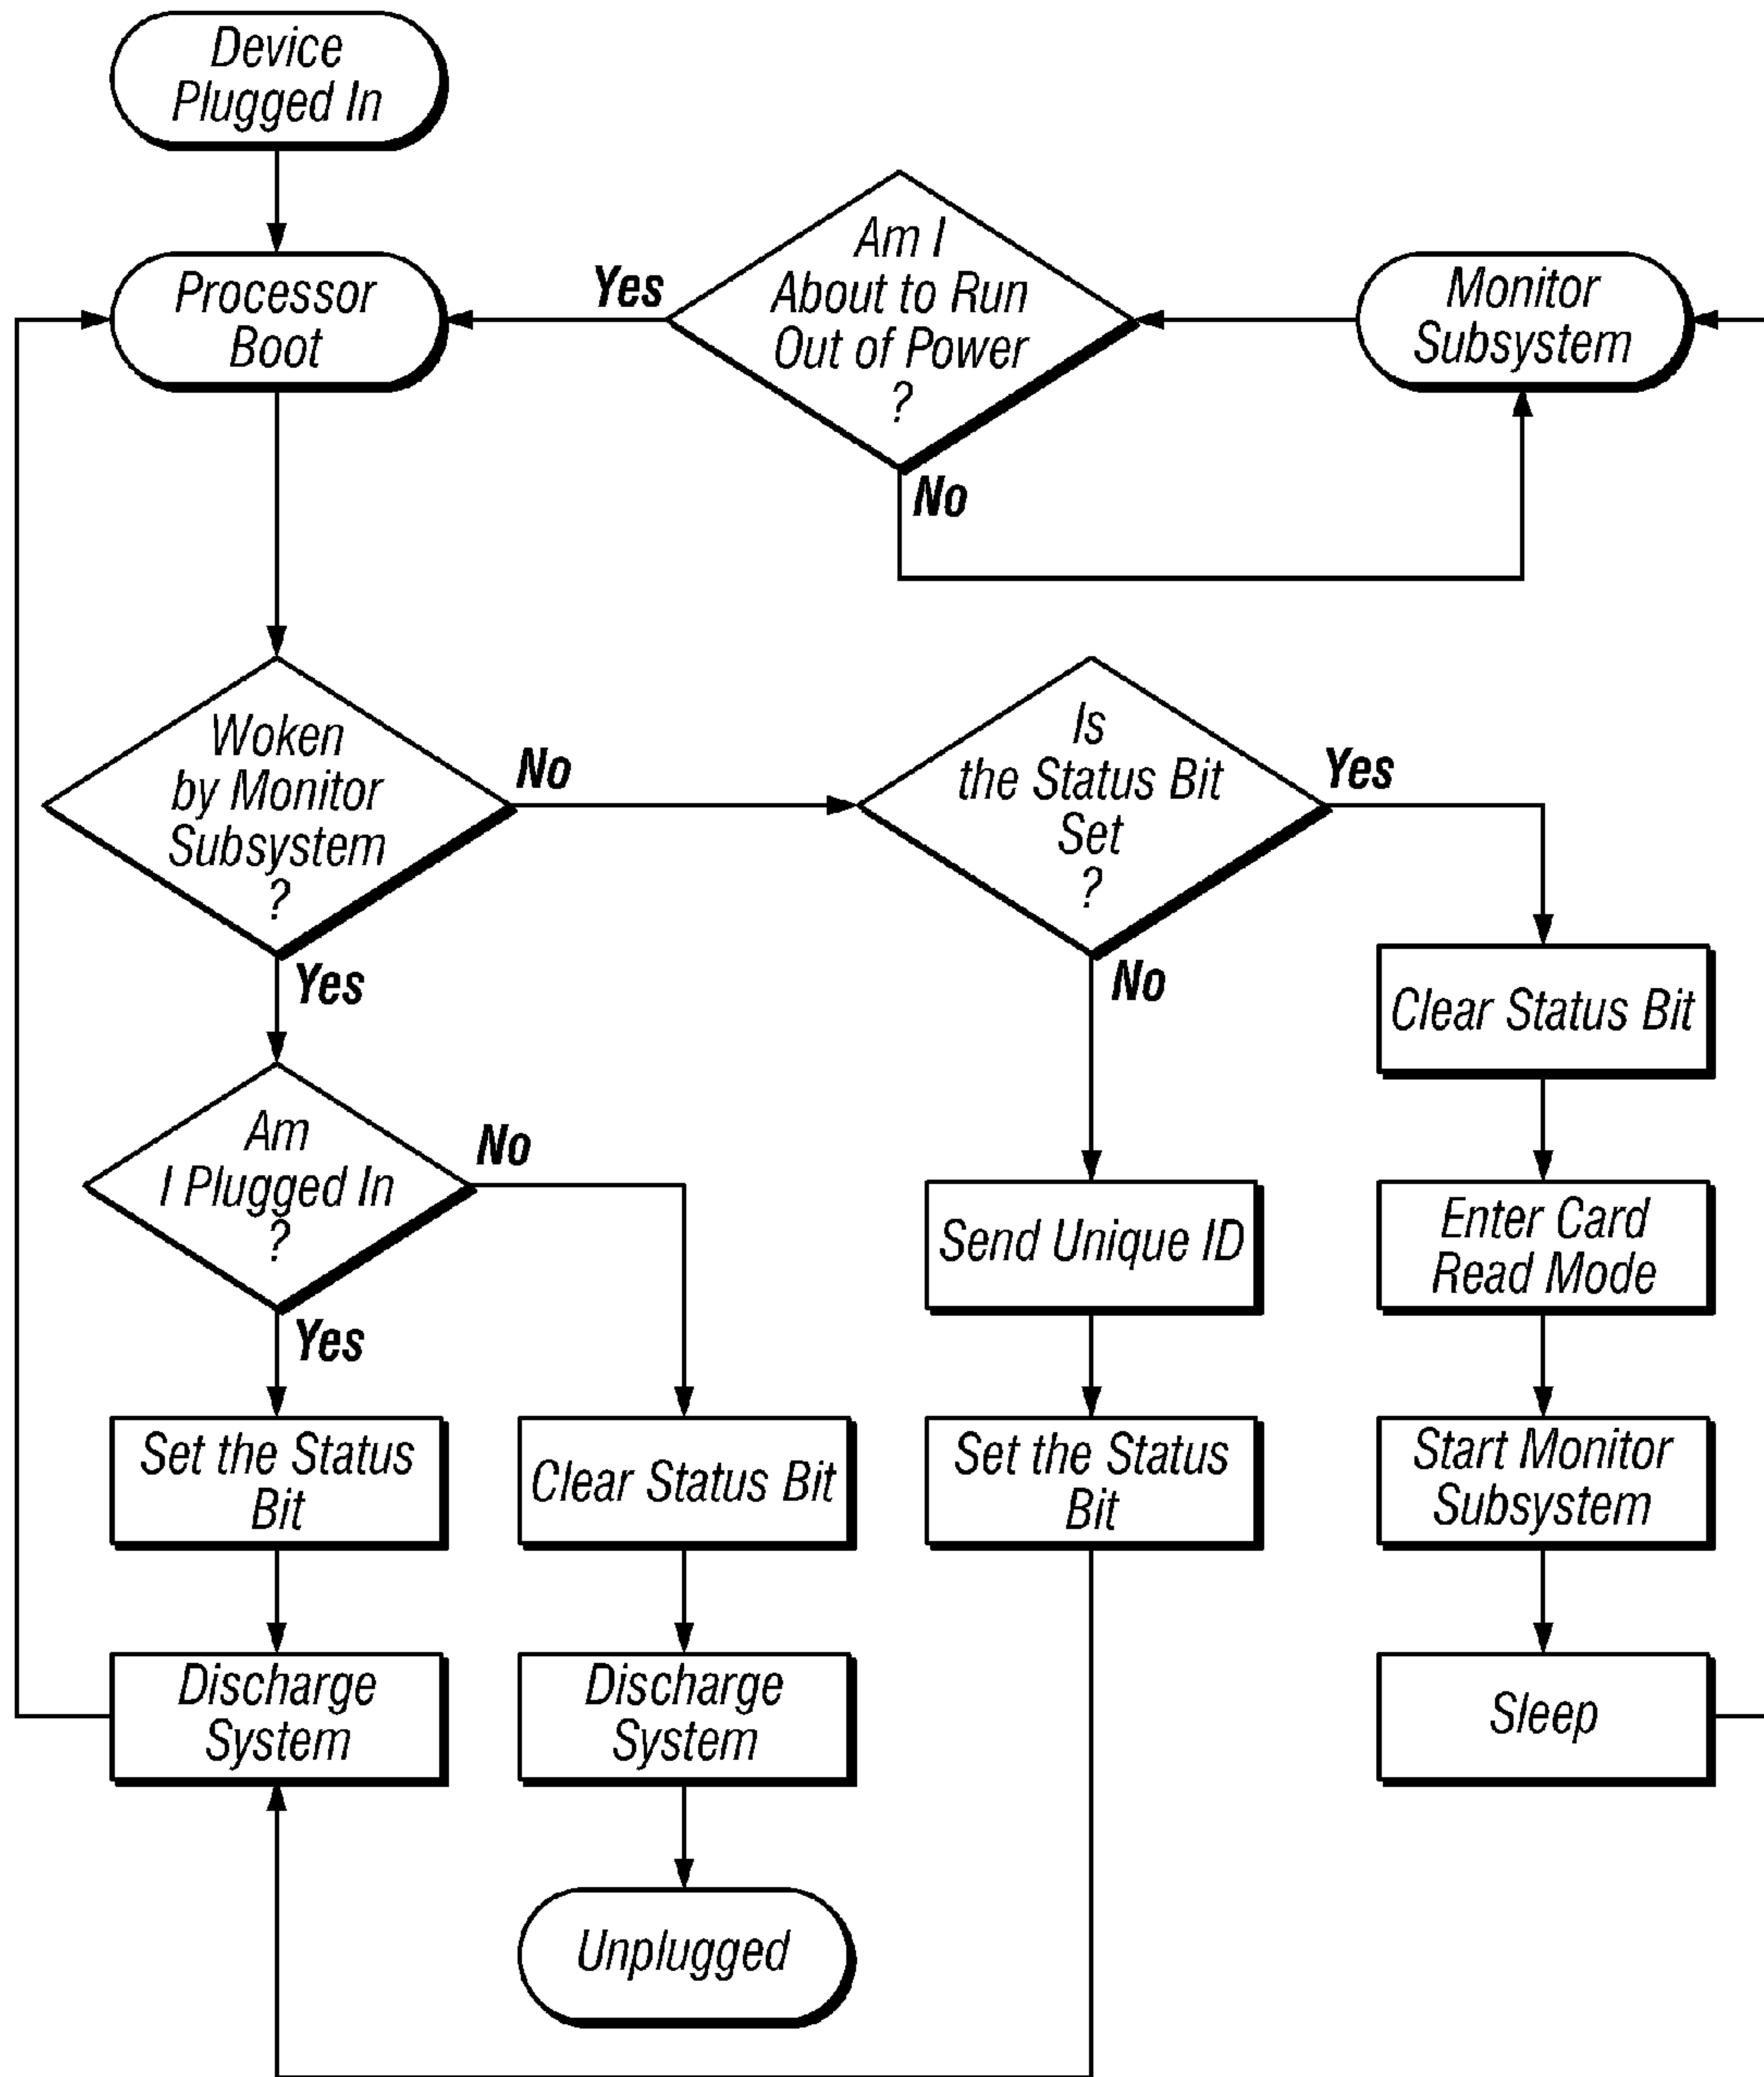 Device
Plugged In
Processor
Boot
Yes
Am I
About to Run
Out of Power
?
No
Monitor
Subsystem
Woken
by Monitor
Subsystem
?
No
Yes
Is
the Status Bit
Set
?
Yes
No
Clear Status Bit
Am
I Plugged In
?
No
Yes
Send Unique ID
Enter Card
Read Mode
Set the Status
Bit
Clear Status Bit
Set the Status
Bit
Start Monitor
Subsystem
Discharge
System
Discharge
System
Sleep
Unplugged